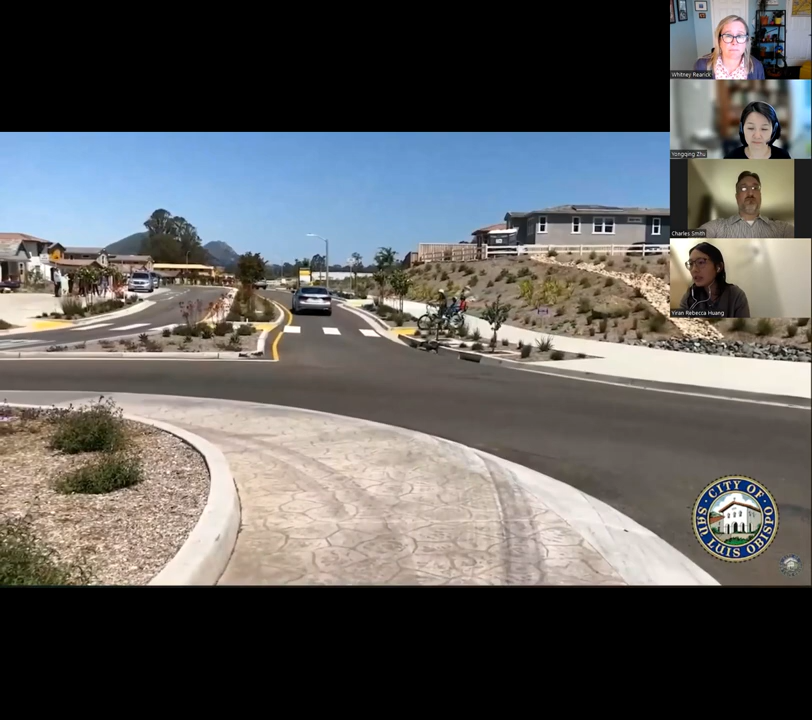 Whitney Rearick
Yongqing Zhu
Charles Smith
Yiran Rebecca Huang
CITY OF
SAN LUIS OBISPO